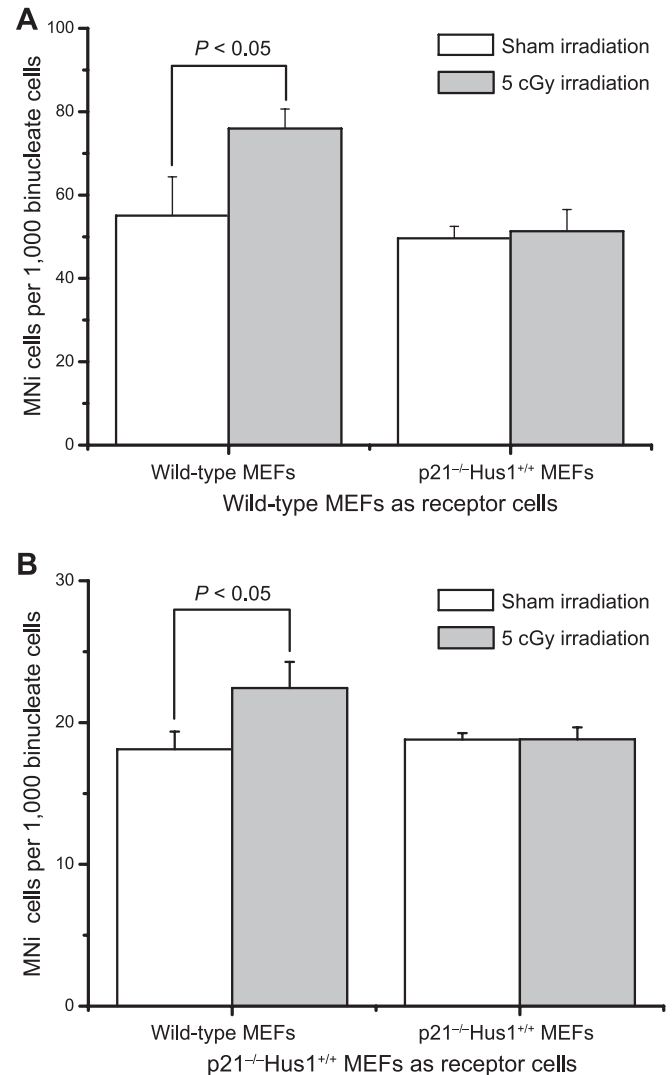 A
100
80
60
40
20
0
MNi cells per 1,000 binucleate cells
P < 0.05
Sham irradiation
5 cGy irradiation
Wild-type MEFs
p21⁻/⁻Hus1⁺/⁺ MEFs
Wild-type MEFs as receptor cells
B
30
20
10
0
MNi cells per 1,000 binucleate cells
P < 0.05
Sham irradiation
5 cGy irradiation
Wild-type MEFs
p21⁻/⁻Hus1⁺/⁺ MEFs
p21⁻/⁻Hus1⁺/⁺ MEFs as receptor cells